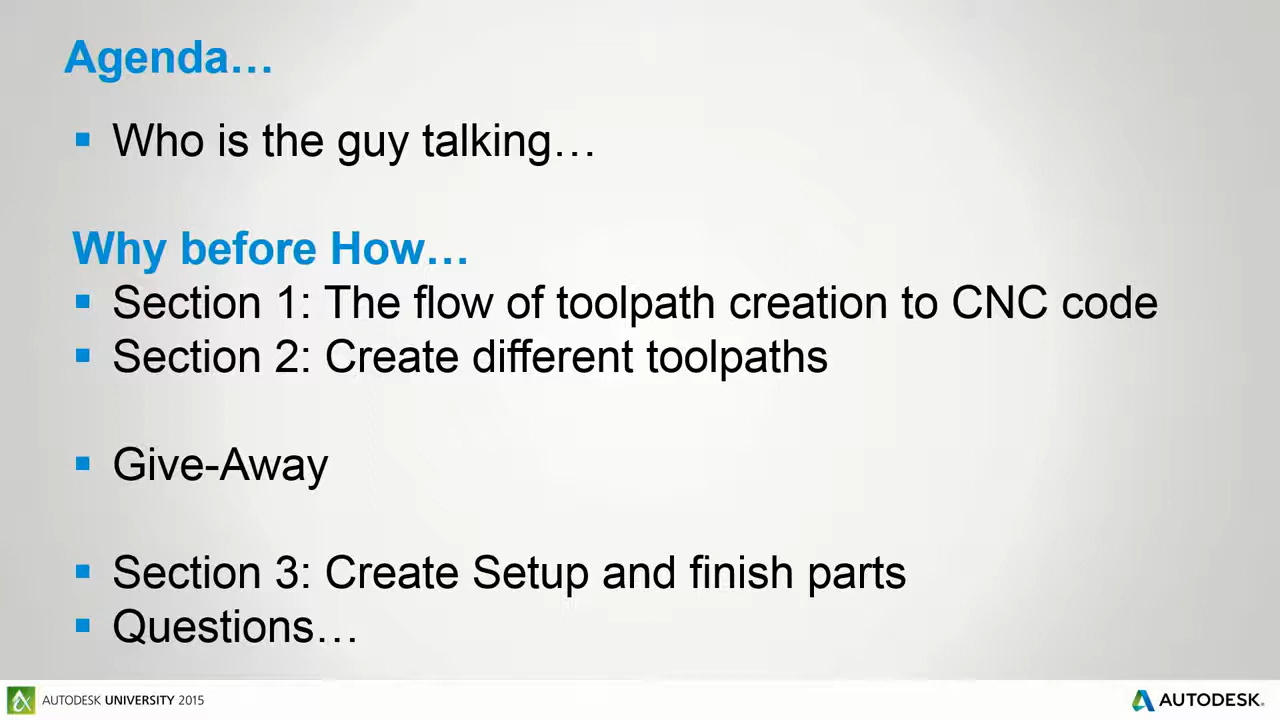 Agenda…
▪ Who is the guy talking…
Why before How…
▪ Section 1: The flow of toolpath creation to CNC code
▪ Section 2: Create different toolpaths
▪ Give-Away
▪ Section 3: Create Setup and finish parts
▪ Questions…
AUTODESK UNIVERSITY 2015
AUTODESK.